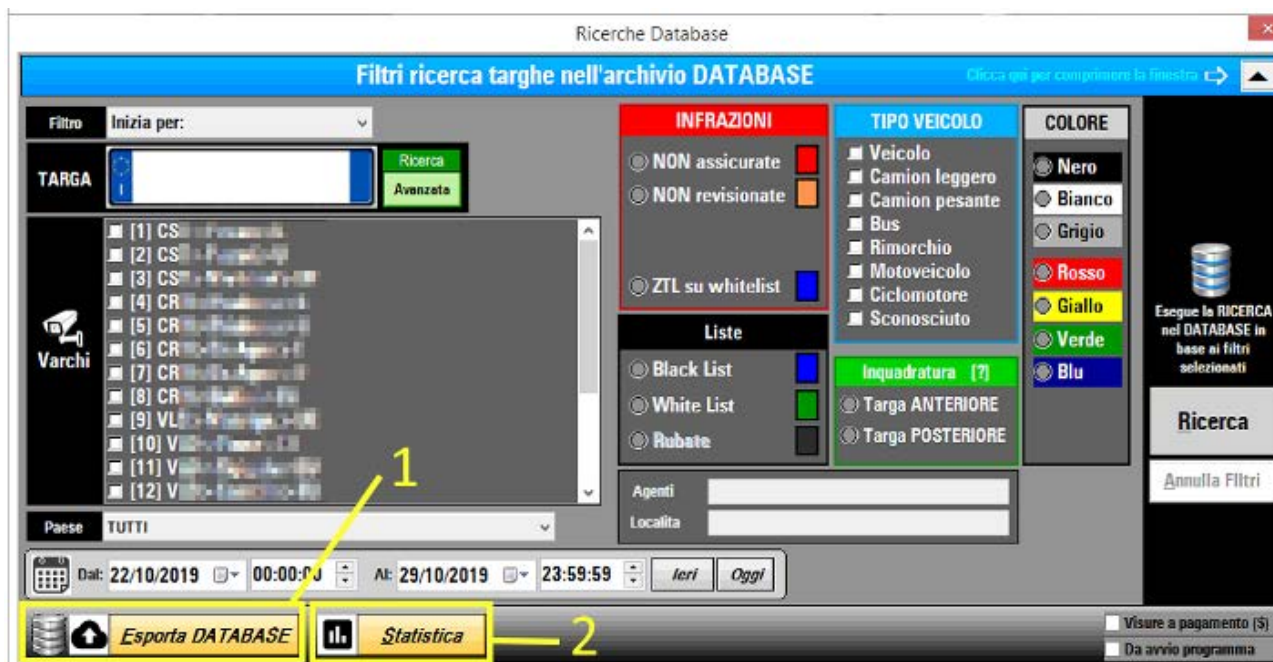 Ricerche Database
Filtri ricerca targhe nell'archivio DATABASE
Clicca qui per comprimere la finestra
Filtro
Inizia per:
TARGA
I
Ricerca
Avanzata
Varchi
[1] CS
[2] CS
[3] CS
[4] CR
[5] CR
[6] CR
[7] CR
[8] CR
[9] VL
[10] V
[11] V
[12] V
Paese
TUTTI
INFRAZIONI
NON assicurate
NON revisionate
ZTL su whitelist
Liste
Black List
White List
Rubate
TIPO VEICOLO
Veicolo
Camion leggero
Camion pesante
Bus
Rimorchio
Motoveicolo
Ciclomotore
Sconosciuto
Inquadratura [?]
Targa ANTERIORE
Targa POSTERIORE
COLORE
Nero
Bianco
Grigio
Rosso
Giallo
Verde
Blu
Agenti
Localita
Esegue la RICERCA
nel DATABASE in
base ai filtri
selezionati
Ricerca
Annulla FIltri
1
Dal: 22/10/2019 00:00:00 Al: 29/10/2019 23:59:59 Ieri Oggi
Esporta DATABASE
Statistica
2
Visure a pagamento ($)
Da avvio programma